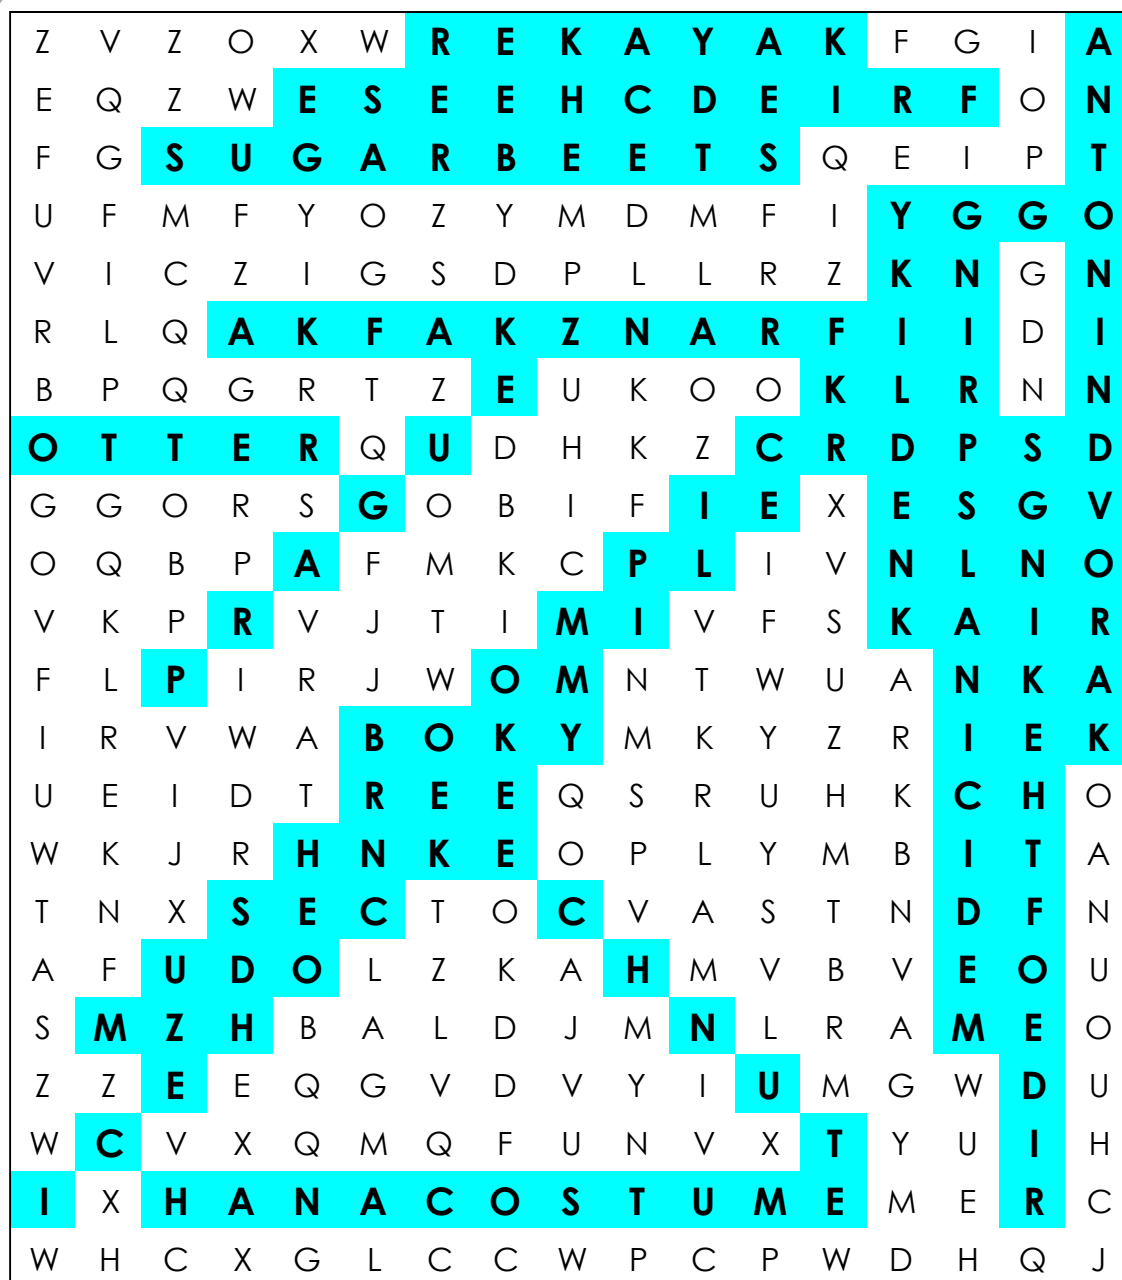 Z V Z O X W R E K A Y A K F G I A
E Q Z W E S E E H C D E I R F O N
F G S U G A R B E E T S Q E I P T
U F M F Y O Z Y M D M F I Y G G O
V I C Z I G S D P L L R Z K N G N
R L Q A K F A K Z N A R F I I D I
B P Q G R T Z E U K O O K L R N N
O T T E R Q U D H K Z C R D P S D
G G O R S G O B I F I E X E S G V
O Q B P A F M K C P L I V N L N O
V K P R V J T I M I V F S K A I R
F L P I R J W O M N T W U A N K A
I R V W A B O K Y M K Y Z R I E K
U E I D T R E E Q S R U H K C H O
W K J R H N K E O P L Y M B I T A
T N X S E C T O C V A S T N D F N
A F U D O L Z K A H M V B V E O U
S M Z H B A L D J M N L R A M E O
Z Z E E Q G V D V Y I U M G W D U
W C V X Q M Q F U N V X T Y U I H
I X H A N A C O S T U M E M E R C
W H C X G L C C W P C P W D H Q J